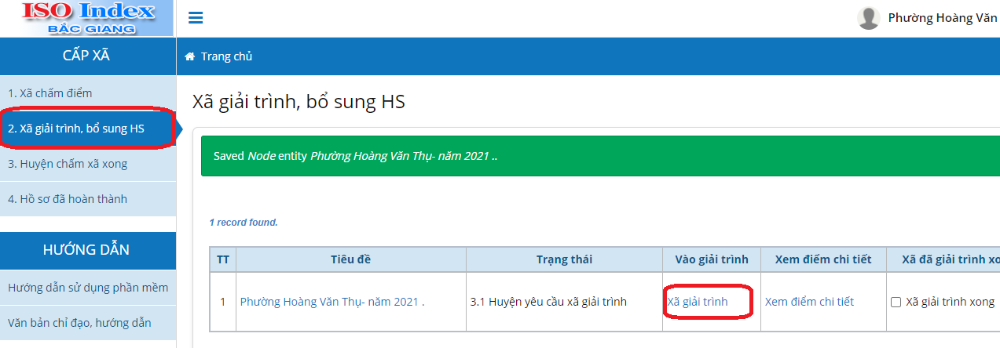 ISO Index
BẮC GIANG
Phường Hoàng Văn
CẤP XÃ
Trang chủ
1. Xã chấm điểm
2. Xã giải trình, bổ sung HS
3. Huyện chấm xã xong
4. Hồ sơ đã hoàn thành
HƯỚNG DẪN
Hướng dẫn sử dụng phần mềm
Văn bản chỉ đạo, hướng dẫn
Xã giải trình, bổ sung HS
Saved Node entity Phường Hoàng Văn Thụ- năm 2021 ..
1 record found.
TT Tiêu đề Trạng thái Vào giải trình Xem điểm chi tiết Xã đã giải trình xo
1 Phường Hoàng Văn Thụ- năm 2021 . 3.1 Huyện yêu cầu xã giải trình Xã giải trình Xem điểm chi tiết Xã giải trình xong